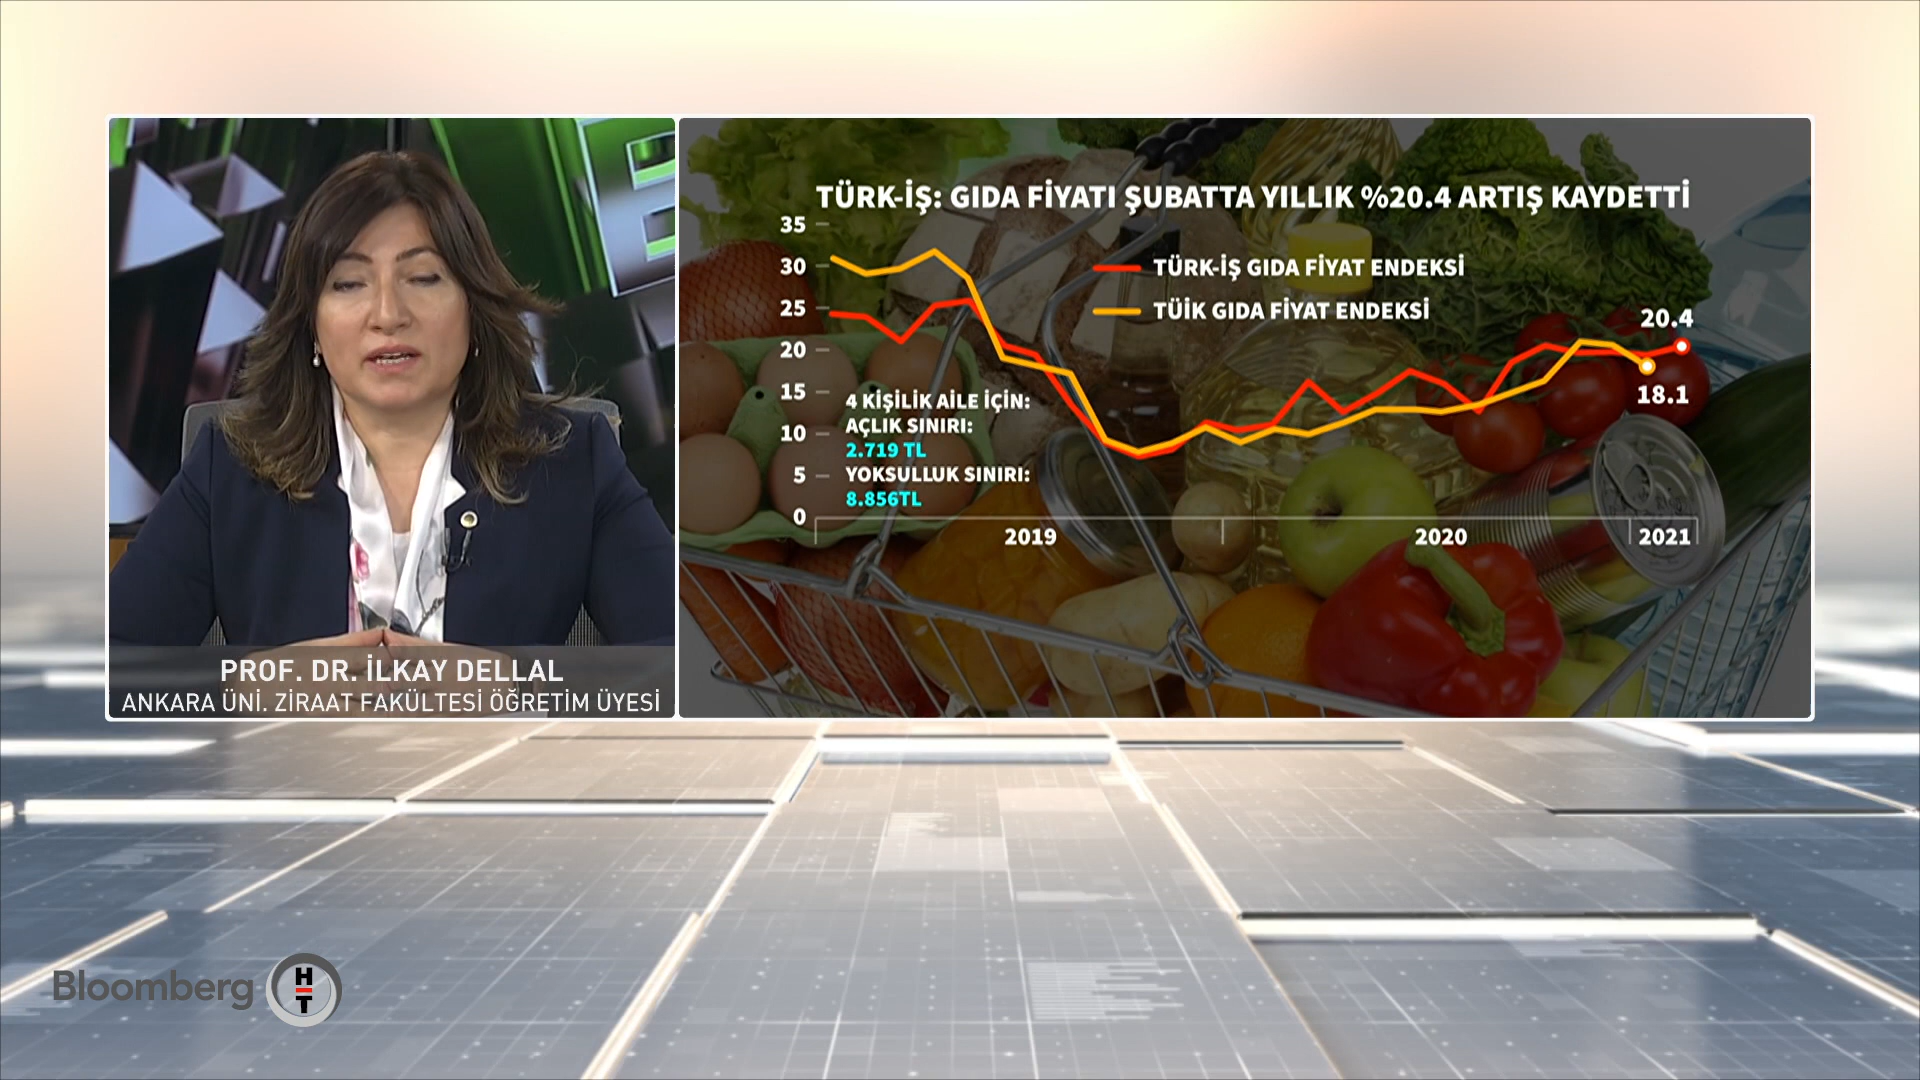 TÜRK-İŞ: GIDA FİYATI ŞUBATTA YILLIK %20.4 ARTIŞ KAYDETTİ
35
30
25
20
15
10
5
0
TÜRK-İŞ GIDA FİYAT ENDEKSİ
TÜİK GIDA FİYAT ENDEKSİ
20.4
18.1
4 KİŞİLİK AİLE İÇİN:
AÇLIK SINIRI:
2.719 TL
YOKSULLUK SINIRI:
8.856TL
2019
2020
2021
PROF. DR. İLKAY DELLAL
ANKARA ÜNİ. ZİRAAT FAKÜLTESİ ÖĞRETİM ÜYESİ
Bloomberg HT